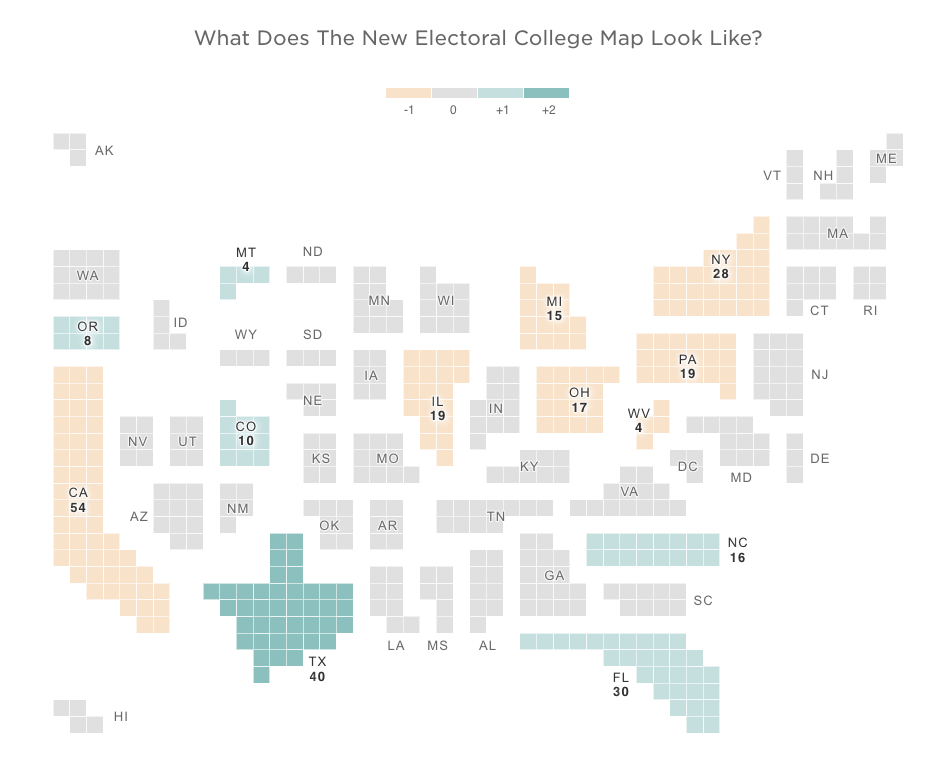 What Does The New Electoral College Map Look Like?
-1 0 +1 +2
AK
ME
VT NH
MA
NY
28
MT
4
ND
WA
MN
WI
MI
15
CT RI
OR
8
ID
WY SD
PA
19
NJ
IA
NE
IL
19
IN
OH
17
WV
4
NV UT
CO
10
KS MO
KY
DC
MD
DE
CA
54
AZ
NM
OK AR
TN
VA
NC
16
GA
SC
LA MS AL
TX
40
FL
30
HI